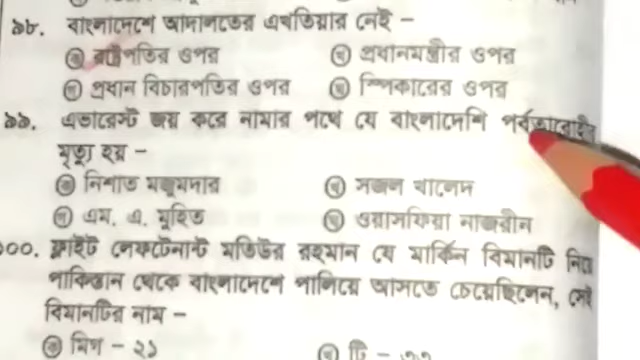 ৯৮. বাংলাদেশে আদালতের এখতিয়ার নেই –
ক রাষ্ট্রপতির ওপর খ প্রধানমন্ত্রীর ওপর
গ প্রধান বিচারপতির ওপর ঘ স্পিকারের ওপর
৯৯. এভারেস্ট জয় করে নামার পথে যে বাংলাদেশি পর্বতারোহীর
মৃত্যু হয় –
ক নিশাত মজুমদার খ সজল খালেদ
গ এম. এ. মুহিত ঘ ওয়াসফিয়া নাজরীন
১০০. ফ্লাইট লেফটেনান্ট মতিউর রহমান যে মার্কিন বিমানটি নিয়ে
পাকিস্তান থেকে বাংলাদেশে পালিয়ে আসতে চেয়েছিলেন, সেই
বিমানটির নাম –
ক মিগ – ২১ খ টি – ৩৩